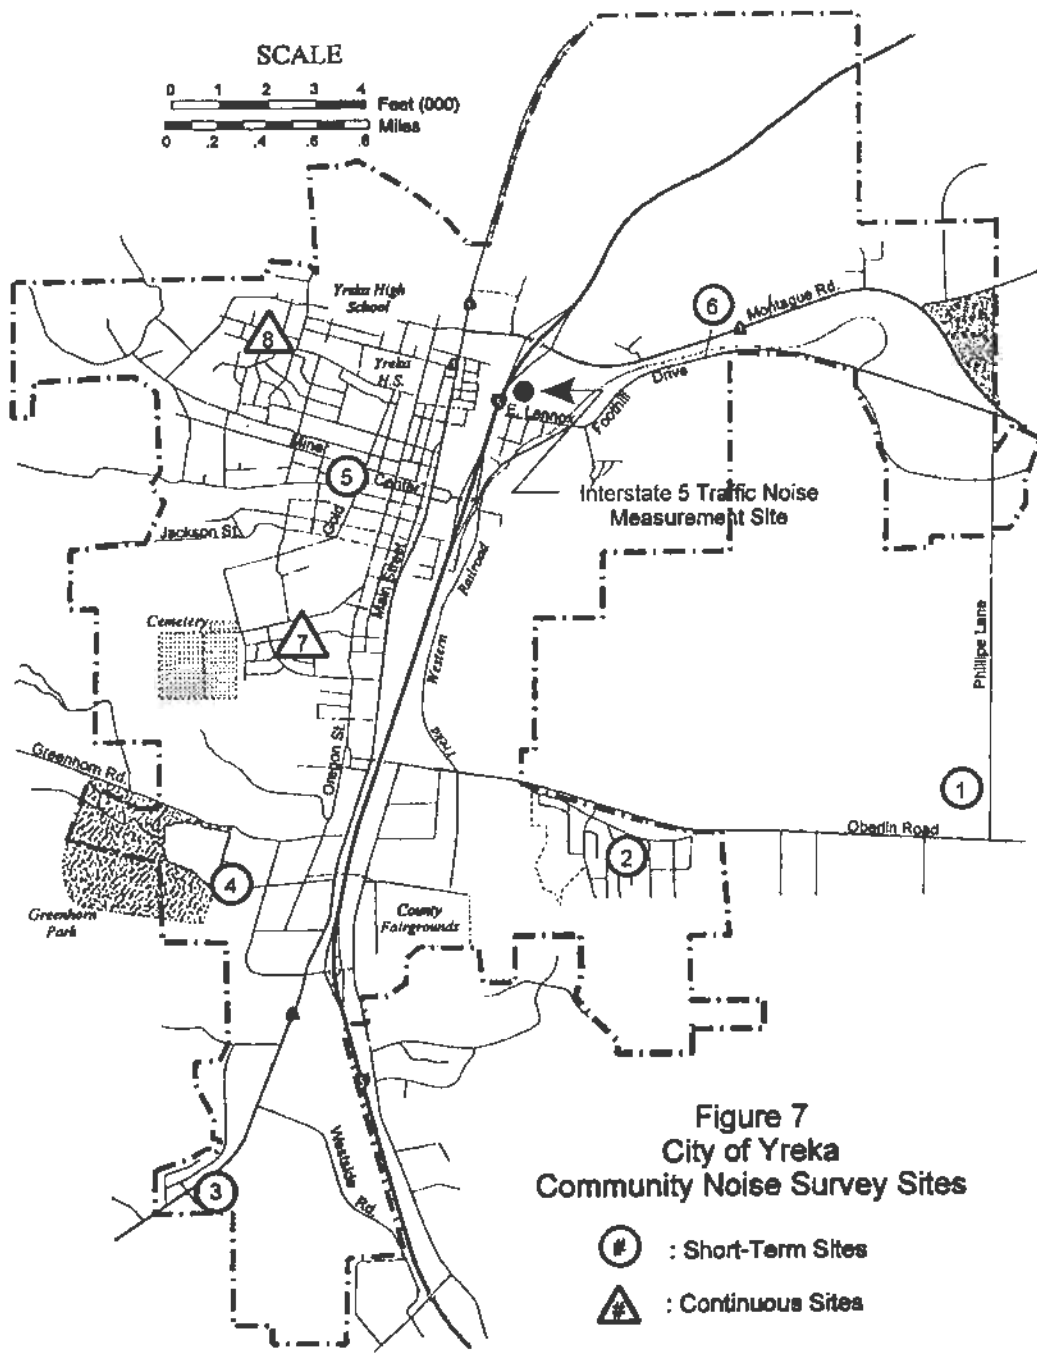 SCALE
0 1 2 3 4
Feet (000)
Miles
0 .2 .4 .6 .8
Yreka High
School
8
6
Montague Rd.
Yreka
H.S.
E. Lennox
Foothill
Drive
Miner
5
Center
Interstate 5 Traffic Noise
Measurement Site
Gold
Jackson St.
Main Street
Railroad
Cemetery
7
Western
Phillipe Lane
Yreka
Oregon St.
Greenhorn Rd.
1
Oberlin Road
2
4
Greenhorn
Park
County
Fairgrounds
Westside Rd.
3
Figure 7
City of Yreka
Community Noise Survey Sites
# : Short-Term Sites
# : Continuous Sites